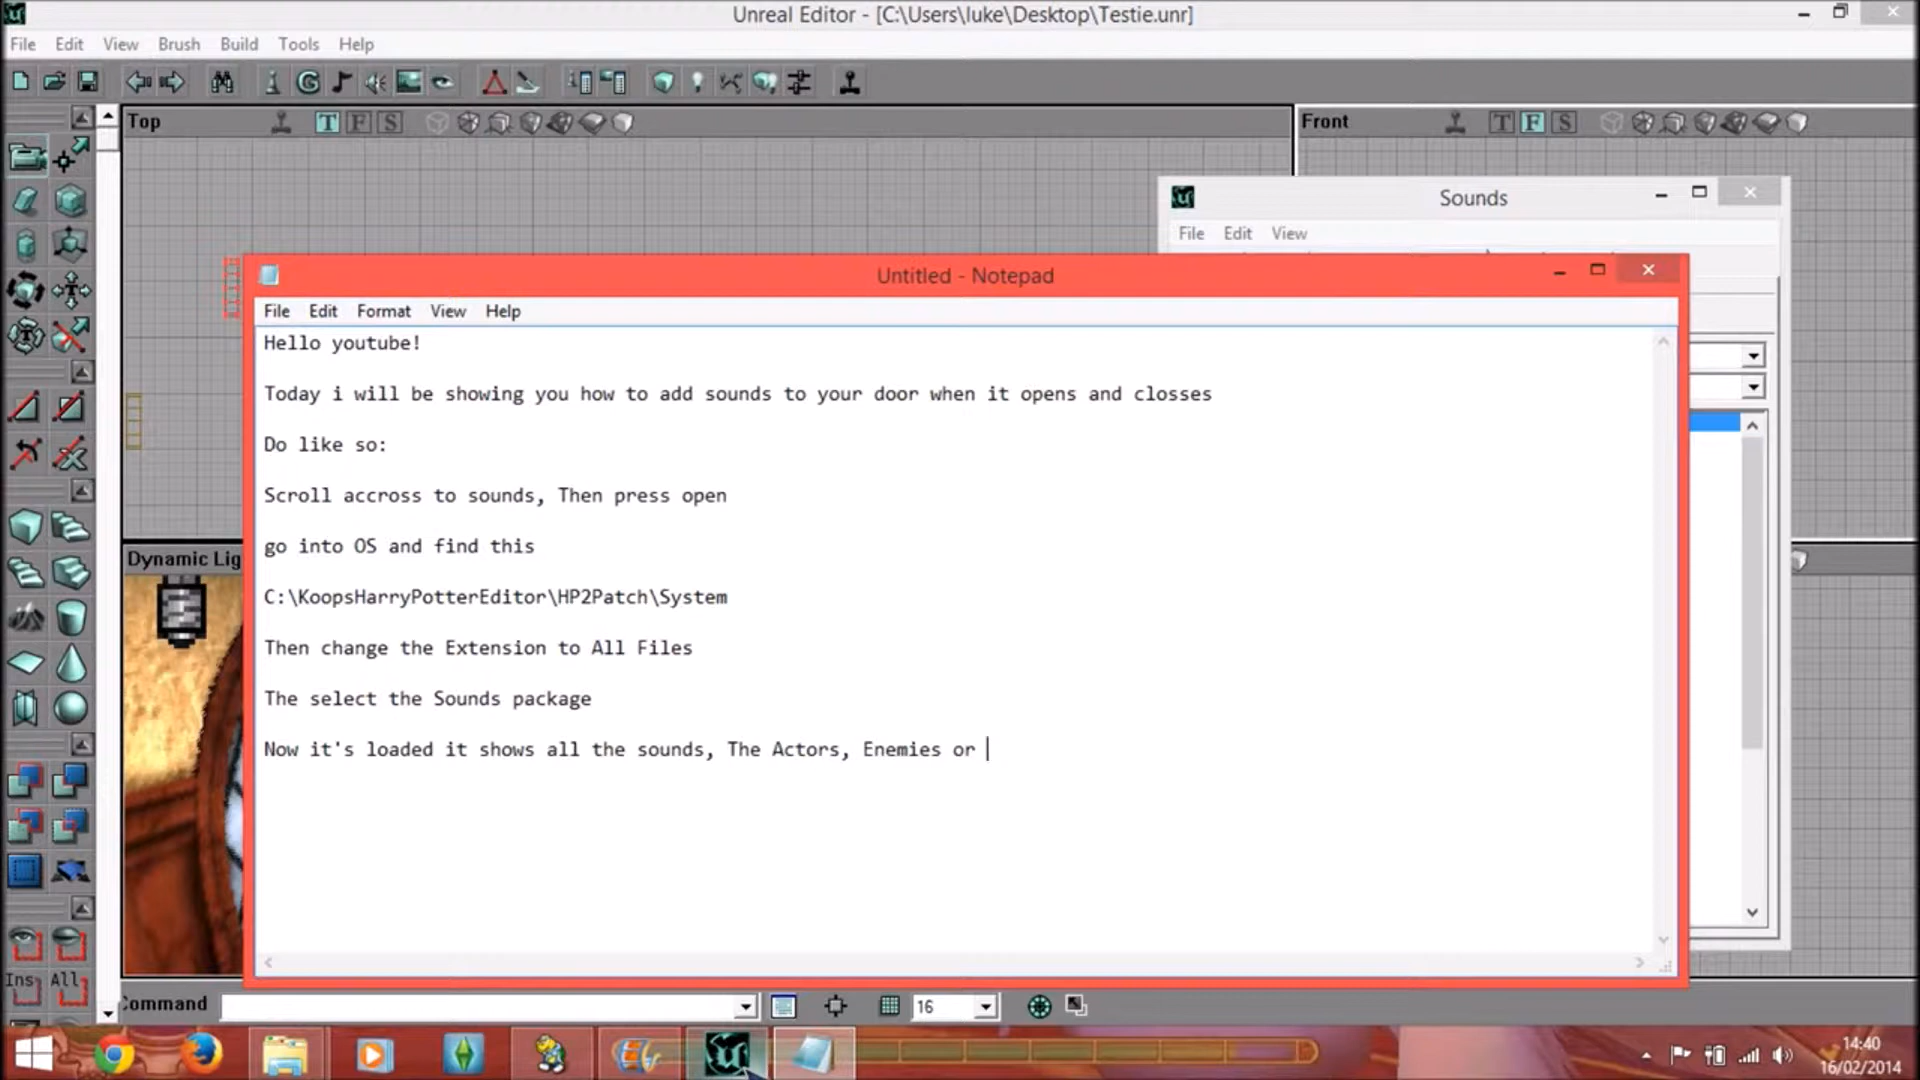 Unreal Editor - [C:\Users\luke\Desktop\Testie.unr]
File Edit View Brush Build Tools Help
Top T F S
Front T F S
Sounds
File Edit View
Untitled - Notepad
File Edit Format View Help
Hello youtube!
Today i will be showing you how to add sounds to your door when it opens and closses
Do like so:
Scroll accross to sounds, Then press open
go into OS and find this
C:\KoopsHarryPotterEditor\HP2Patch\System
Then change the Extension to All Files
The select the Sounds package
Now it's loaded it shows all the sounds, The Actors, Enemies or
Dynamic Lig
Ins All
Command 16
14:40
16/02/2014